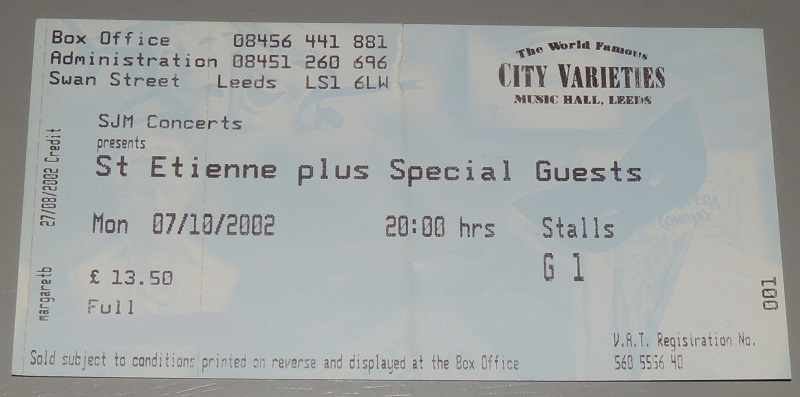 Box Office 08456 441 881
Administration 08451 260 696
Swan Street Leeds LS1 6LW
The World Famous
CITY VARIETIES
MUSIC HALL, LEEDS
SJM Concerts
presents
St Etienne plus Special Guests
Mon 07/10/2002 20:00 hrs Stalls
G 1
£ 13.50
Full
Sold subject to conditions printed on reverse and displayed at the Box Office
V.A.T. Registration No.
560 5556 40
27/08/2002 Credit
margaretb
001
OPERA
COMPANY